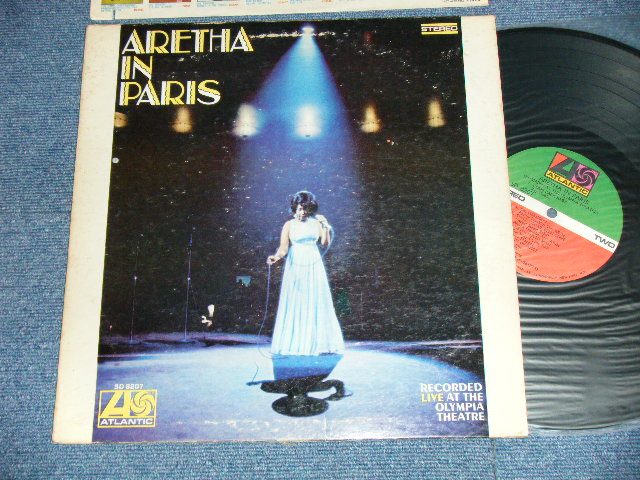 ARETHA
IN
PARIS
STEREO
SD 8207
ATLANTIC
RECORDED
LIVE AT THE
OLYMPIA
THEATRE
ATLANTIC
TWO